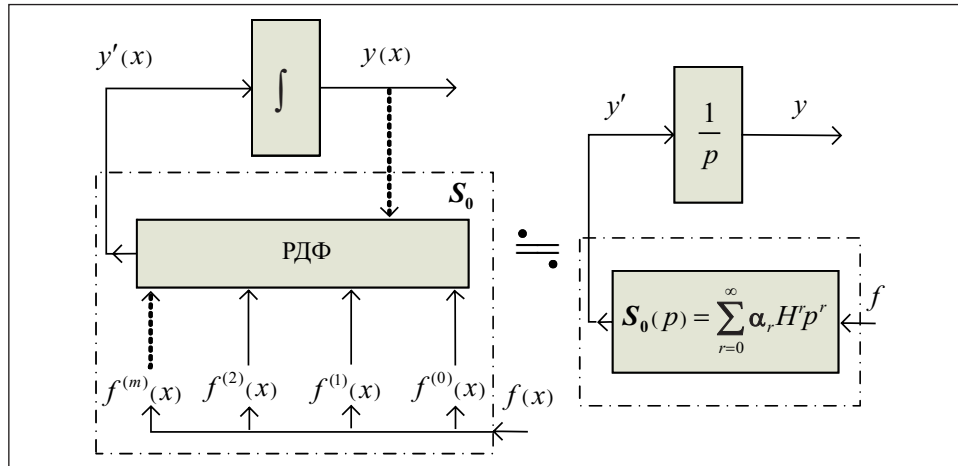 y′(x)
∫
y(x)
S₀
РДФ
f⁽ᵐ⁾(x) f⁽²⁾(x) f⁽¹⁾(x) f⁽⁰⁾(x)
f(x)
≓
y′
1/p
y
S₀(p) = ∑_{r=0}^{∞} α_r H^r p^r
f